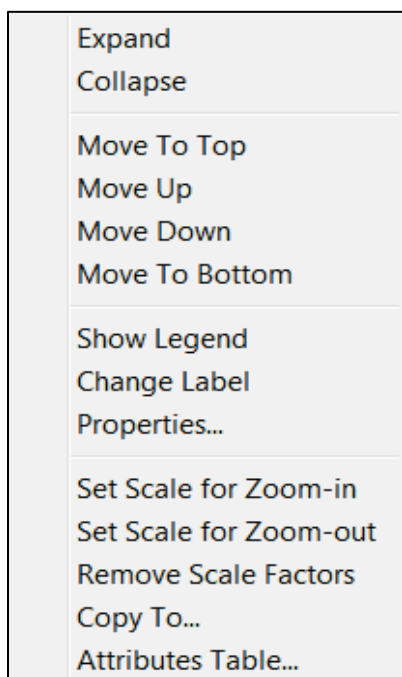 Expand
Collapse
Move To Top
Move Up
Move Down
Move To Bottom
Show Legend
Change Label
Properties...
Set Scale for Zoom-in
Set Scale for Zoom-out
Remove Scale Factors
Copy To...
Attributes Table...